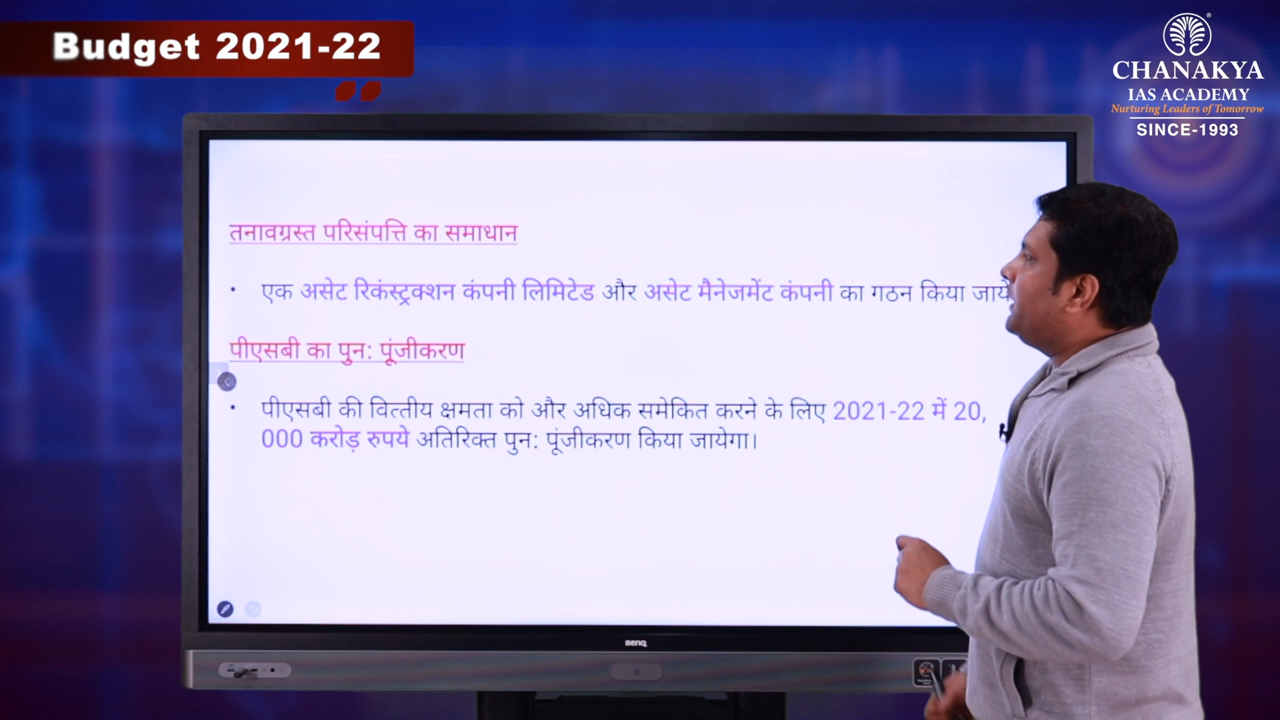 Budget 2021-22
CHANAKYA
IAS ACADEMY
Nurturing Leaders of Tomorrow
SINCE-1993
तनावग्रस्त परिसंपत्ति का समाधान
• एक असेट रिकंस्ट्रक्शन कंपनी लिमिटेड और असेट मैनेजमेंट कंपनी का गठन किया
पीएसबी का पुन: पूंजीकरण
• पीएसबी की वित्तीय क्षमता को और अधिक समेकित करने के लिए 2021-22 में 20,
000 करोड़ रुपये अतिरिक्त पुन: पूंजीकरण किया जायेगा।
BenQ